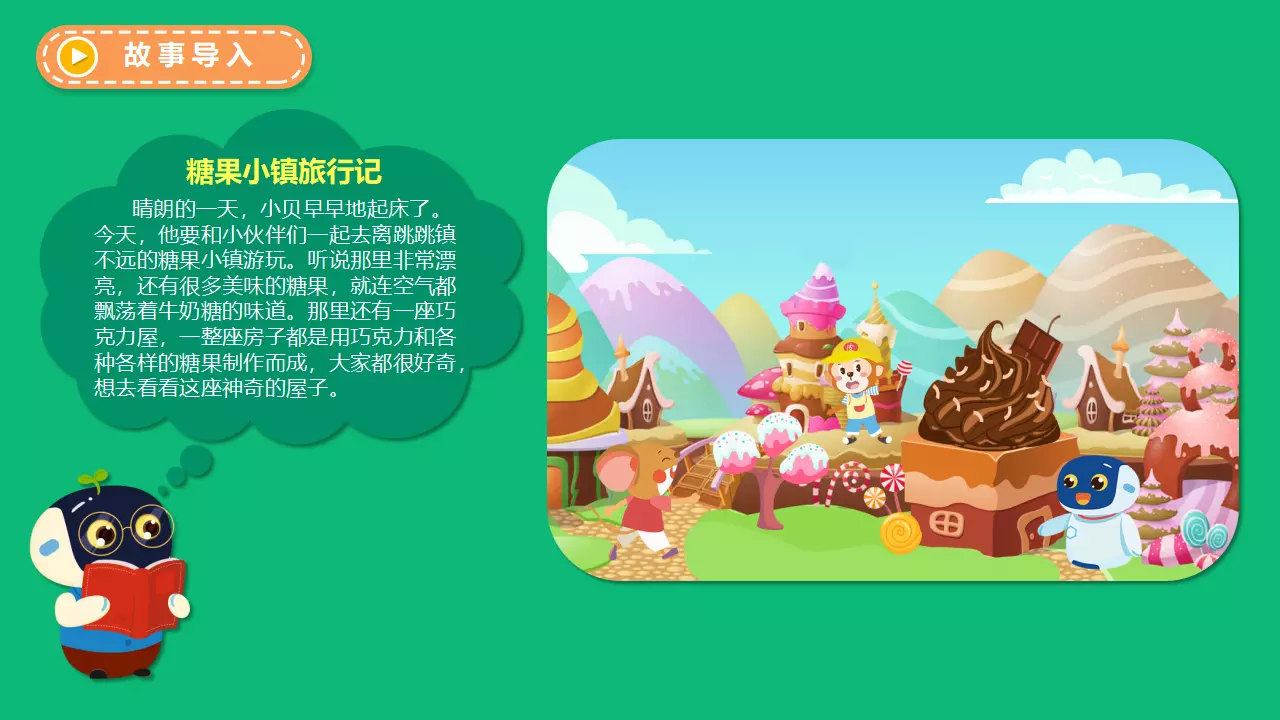 故事导入
糖果小镇旅行记
晴朗的一天，小贝早早地起床了。
今天，他要和小伙伴们一起去离跳跳镇
不远的糖果小镇游玩。听说那里非常漂
亮，还有很多美味的糖果，就连空气都
飘荡着牛奶糖的味道。那里还有一座巧
克力屋，一整座房子都是用巧克力和各
种各样的糖果制作而成，大家都很好奇，
想去看看这座神奇的屋子。